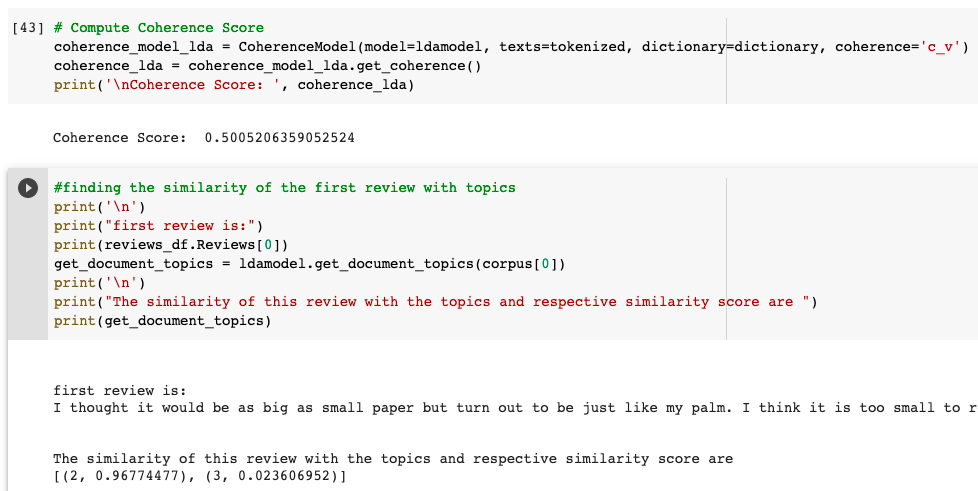 [43] # Compute Coherence Score
coherence_model_lda = CoherenceModel(model=ldamodel, texts=tokenized, dictionary=dictionary, coherence='c_v')
coherence_lda = coherence_model_lda.get_coherence()
print('\nCoherence Score: ', coherence_lda)
Coherence Score:  0.5005206359052524
#finding the similarity of the first review with topics
print('\n')
print("first review is:")
print(reviews_df.Reviews[0])
get_document_topics = ldamodel.get_document_topics(corpus[0])
print('\n')
print("The similarity of this review with the topics and respective similarity score are ")
print(get_document_topics)
first review is:
I thought it would be as big as small paper but turn out to be just like my palm. I think it is too small to r
The similarity of this review with the topics and respective similarity score are
[(2, 0.96774477), (3, 0.023606952)]